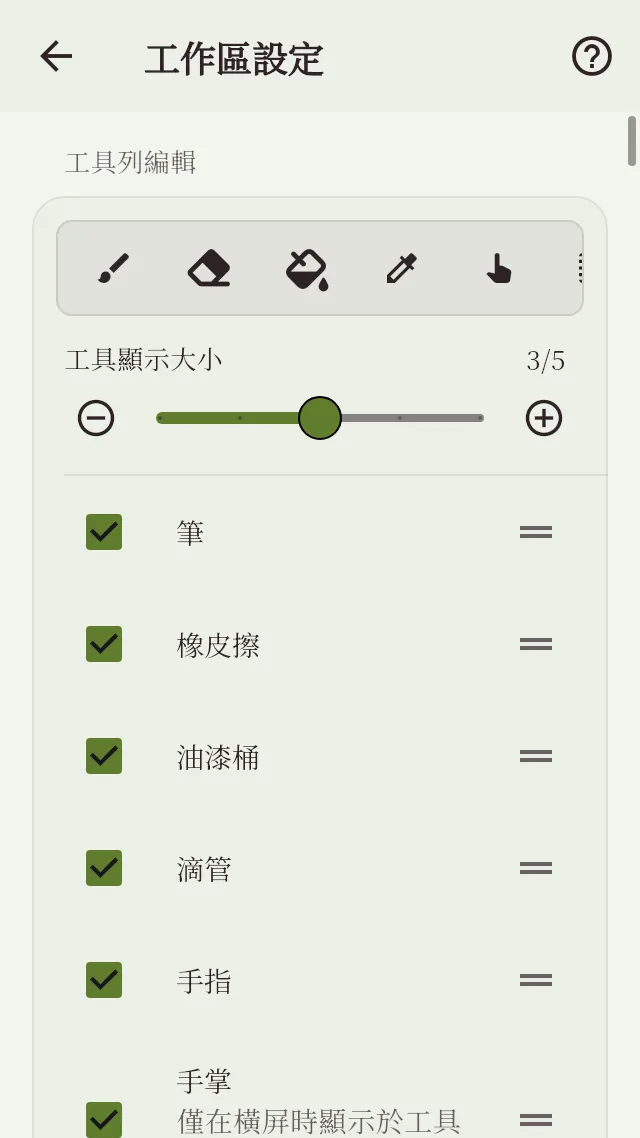 工作區設定
工具列編輯
工具顯示大小 3/5
筆
橡皮擦
油漆桶
滴管
手指
手掌
僅在橫屏時顯示於工具